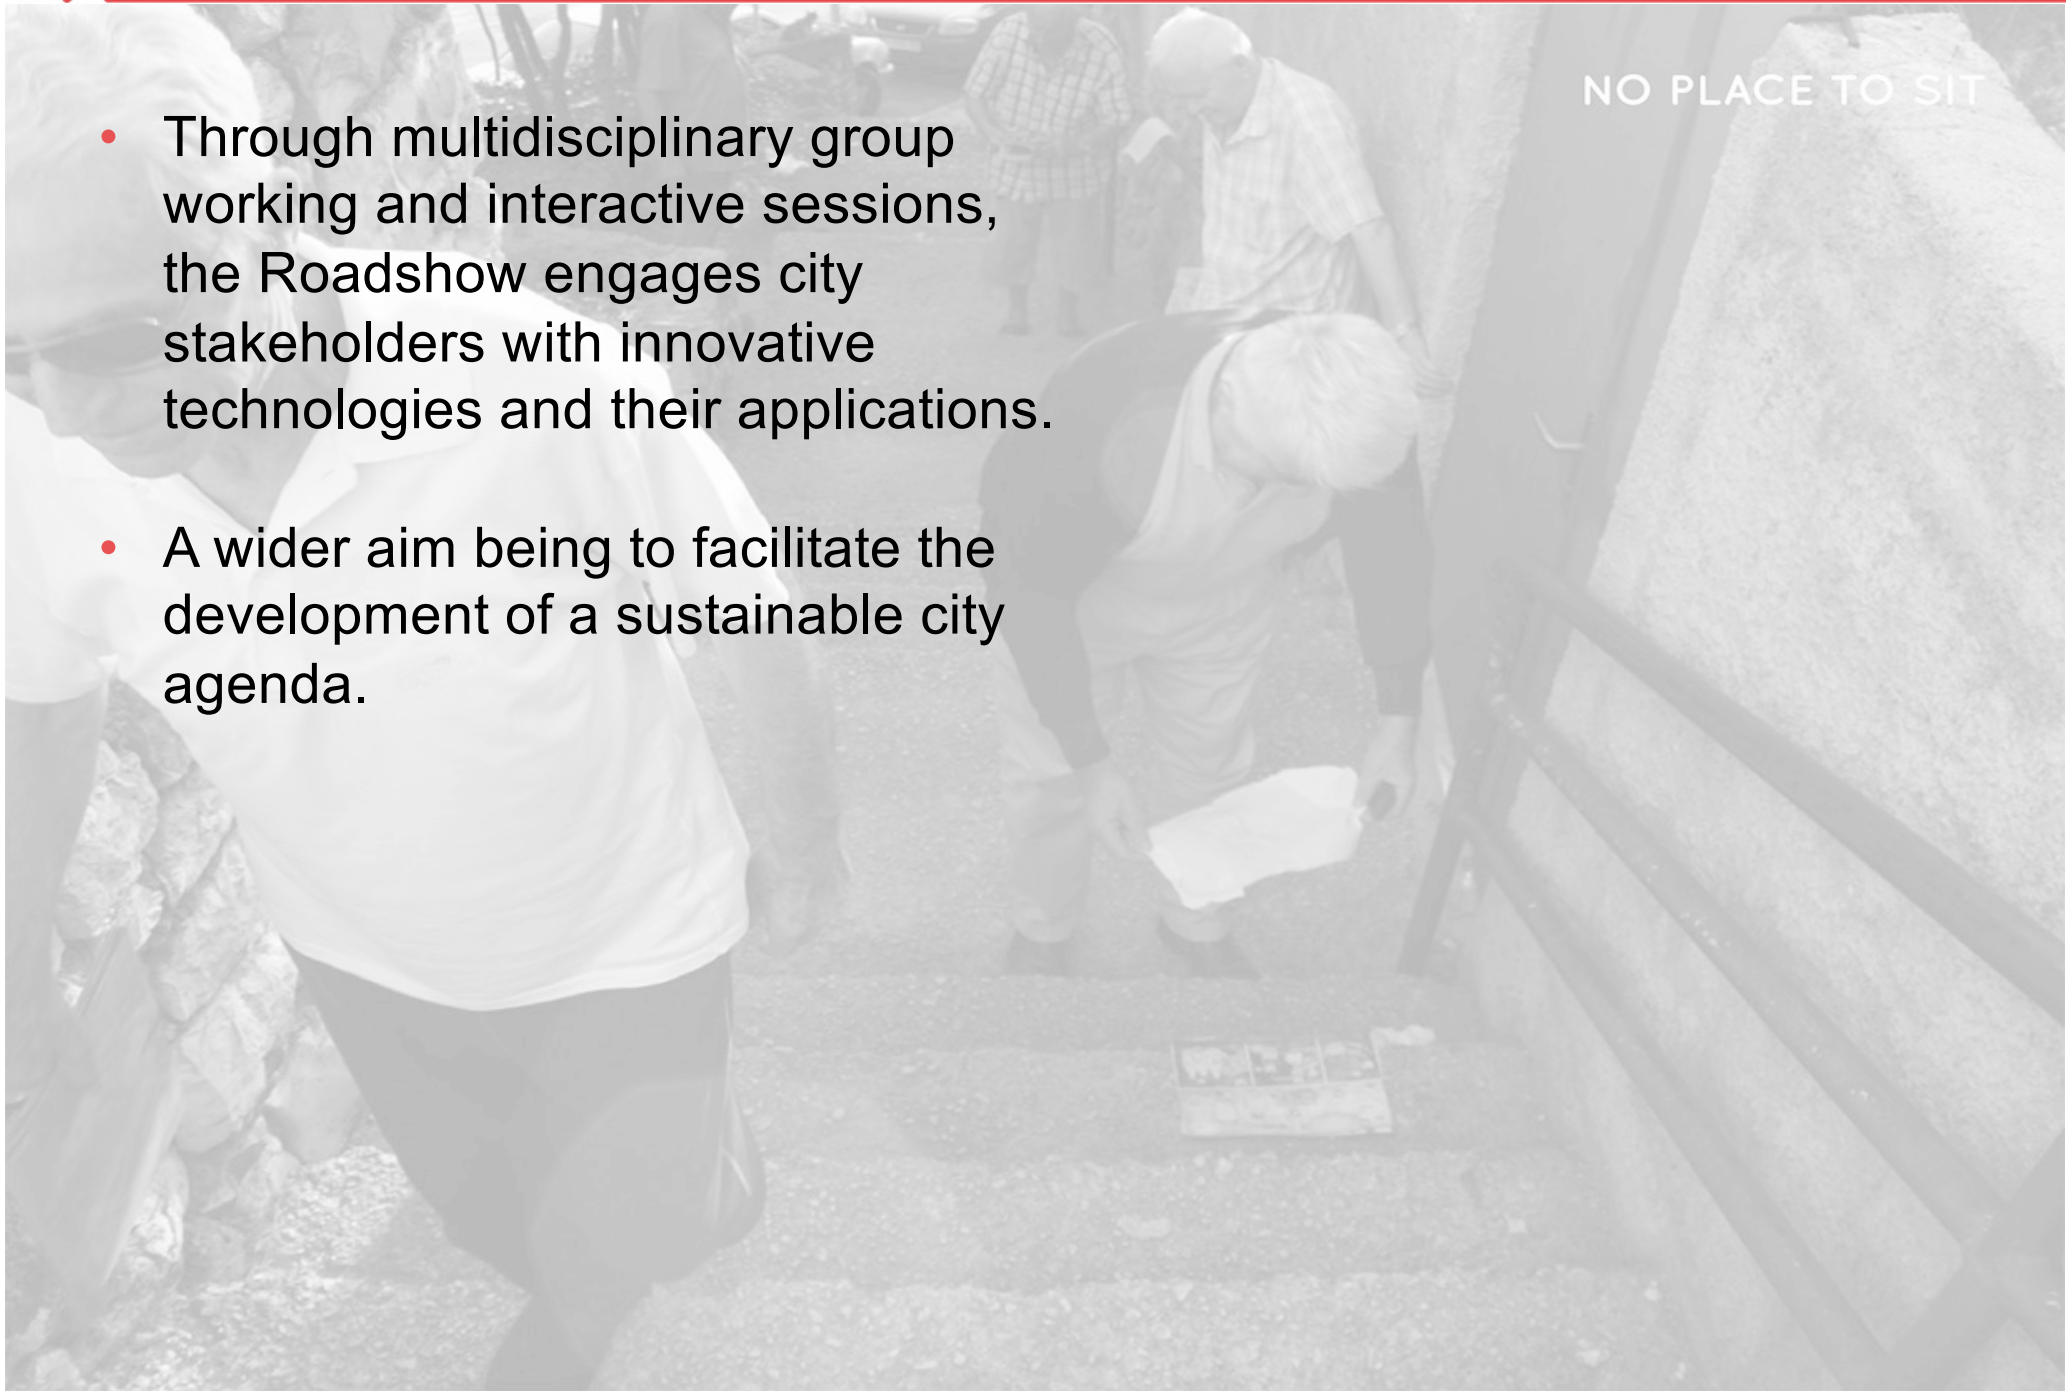 NO PLACE TO SIT
• Through multidisciplinary group
working and interactive sessions,
the Roadshow engages city
stakeholders with innovative
technologies and their applications.
• A wider aim being to facilitate the
development of a sustainable city
agenda.